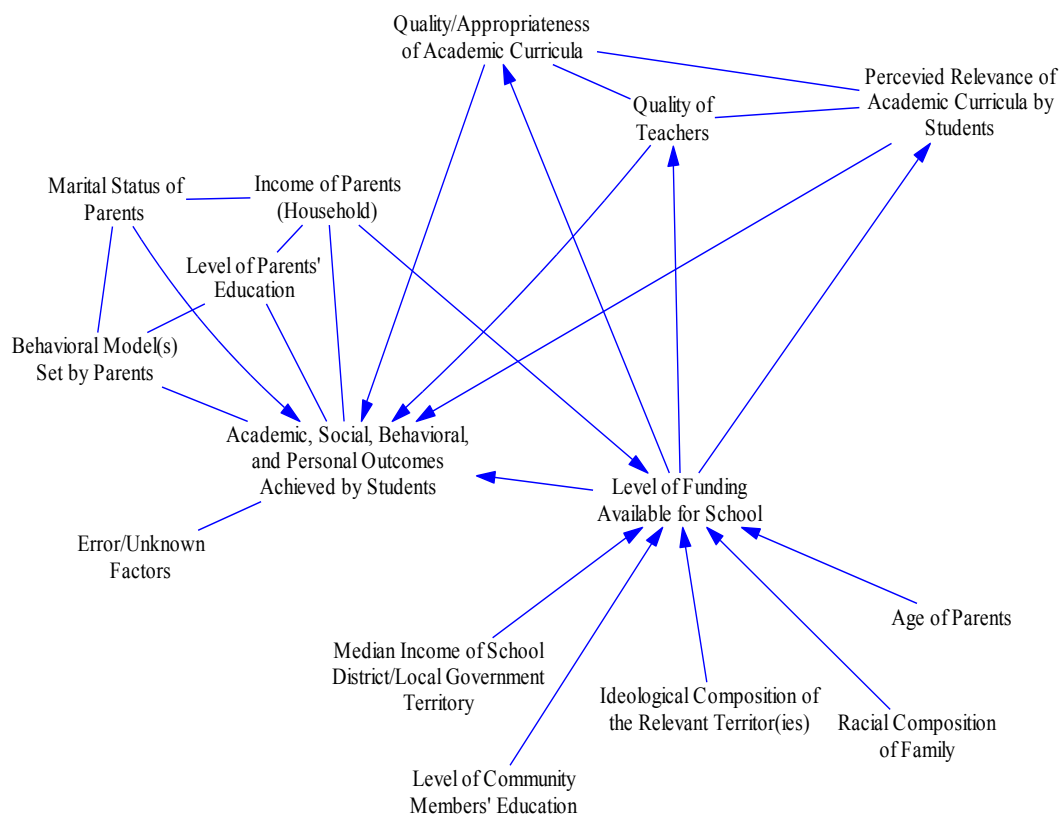 Quality/Appropriateness
of Academic Curricula
Percevied Relevance of
Academic Curricula by
Students
Quality of
Teachers
Marital Status of
Parents
Income of Parents
(Household)
Level of Parents'
Education
Behavioral Model(s)
Set by Parents
Academic, Social, Behavioral,
and Personal Outcomes
Achieved by Students
Level of Funding
Available for School
Error/Unknown
Factors
Age of Parents
Median Income of School
District/Local Government
Territory
Ideological Composition of
the Relevant Territor(ies)
Racial Composition
of Family
Level of Community
Members' Education